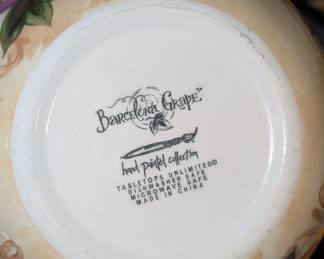 Barcelona Grape™
hand painted collection
TABLETOPS UNLIMITED®
DISHWASHER SAFE
MICROWAVE SAFE
MADE IN CHINA